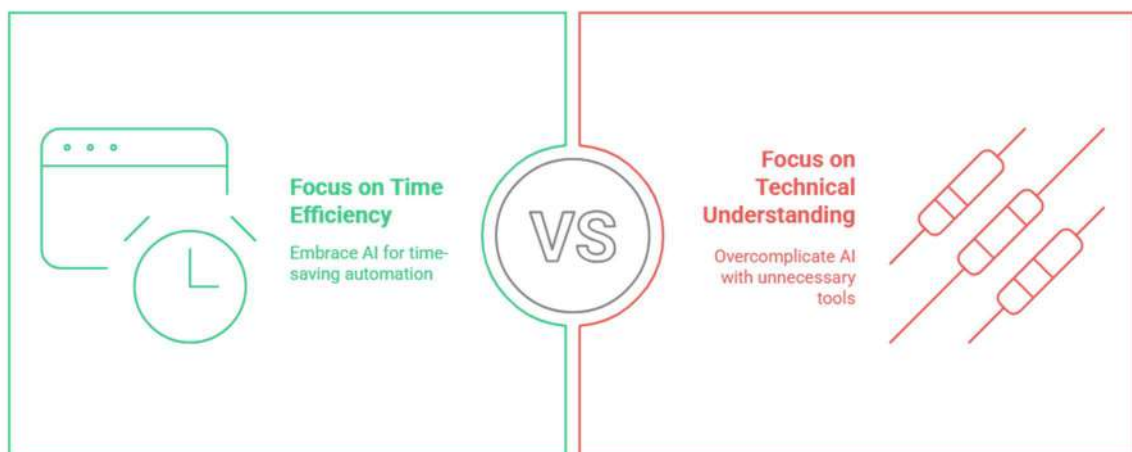 Focus on Time
Efficiency
Embrace AI for time-
saving automation
VS
Focus on
Technical
Understanding
Overcomplicate AI
with unnecessary
tools